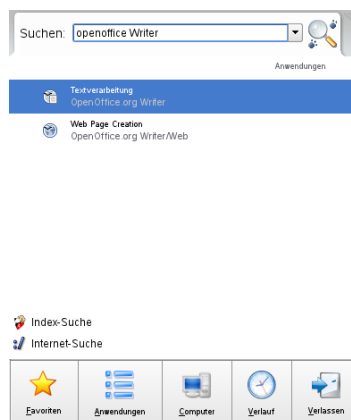 Suchen: openoffice Writer
Anwendungen
Textverarbeitung
OpenOffice.org Writer
Web Page Creation
OpenOffice.org Writer/Web
Index-Suche
Internet-Suche
Favoriten Anwendungen Computer Verlauf Verlassen